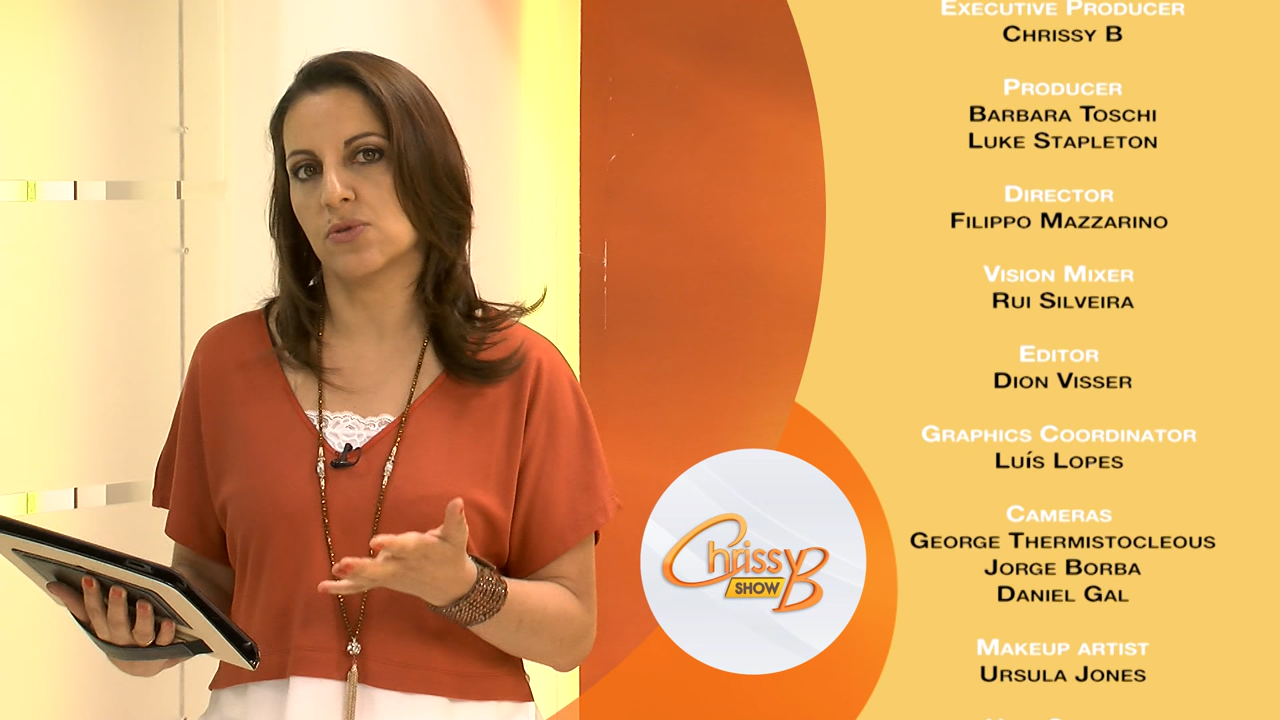 EXECUTIVE PRODUCER
CHRISSY B
PRODUCER
BARBARA TOSCHI
LUKE STAPLETON
DIRECTOR
FILIPPO MAZZARINO
VISION MIXER
RUI SILVEIRA
EDITOR
DION VISSER
GRAPHICS COORDINATOR
LUÍS LOPES
CAMERAS
GEORGE THERMISTOCLEOUS
JORGE BORBA
DANIEL GAL
MAKEUP ARTIST
URSULA JONES
Chrissy B
SHOW